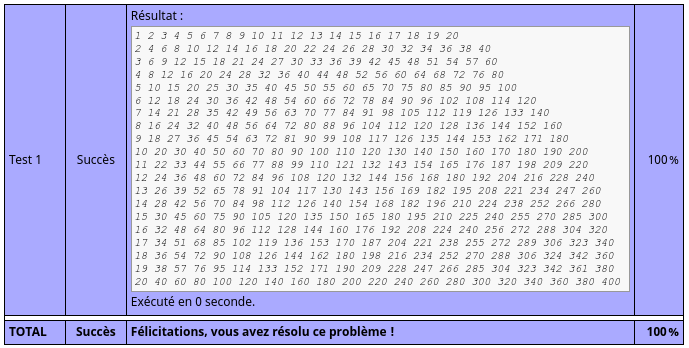 Résultat :
1 2 3 4 5 6 7 8 9 10 11 12 13 14 15 16 17 18 19 20
2 4 6 8 10 12 14 16 18 20 22 24 26 28 30 32 34 36 38 40
3 6 9 12 15 18 21 24 27 30 33 36 39 42 45 48 51 54 57 60
4 8 12 16 20 24 28 32 36 40 44 48 52 56 60 64 68 72 76 80
5 10 15 20 25 30 35 40 45 50 55 60 65 70 75 80 85 90 95 100
6 12 18 24 30 36 42 48 54 60 66 72 78 84 90 96 102 108 114 120
7 14 21 28 35 42 49 56 63 70 77 84 91 98 105 112 119 126 133 140
8 16 24 32 40 48 56 64 72 80 88 96 104 112 120 128 136 144 152 160
9 18 27 36 45 54 63 72 81 90 99 108 117 126 135 144 153 162 171 180
10 20 30 40 50 60 70 80 90 100 110 120 130 140 150 160 170 180 190 200
11 22 33 44 55 66 77 88 99 110 121 132 143 154 165 176 187 198 209 220
12 24 36 48 60 72 84 96 108 120 132 144 156 168 180 192 204 216 228 240
13 26 39 52 65 78 91 104 117 130 143 156 169 182 195 208 221 234 247 260
14 28 42 56 70 84 98 112 126 140 154 168 182 196 210 224 238 252 266 280
15 30 45 60 75 90 105 120 135 150 165 180 195 210 225 240 255 270 285 300
16 32 48 64 80 96 112 128 144 160 176 192 208 224 240 256 272 288 304 320
17 34 51 68 85 102 119 136 153 170 187 204 221 238 255 272 289 306 323 340
18 36 54 72 90 108 126 144 162 180 198 216 234 252 270 288 306 324 342 360
19 38 57 76 95 114 133 152 171 190 209 228 247 266 285 304 323 342 361 380
20 40 60 80 100 120 140 160 180 200 220 240 260 280 300 320 340 360 380 400
Test 1 Succès 100 %
Exécuté en 0 seconde.
TOTAL Succès Félicitations, vous avez résolu ce problème ! 100 %